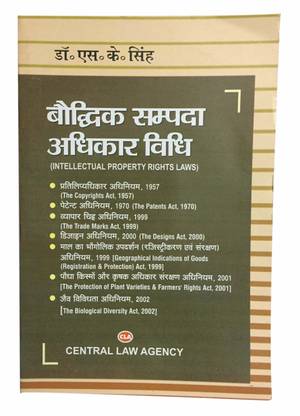 डॉ॰ एस॰ के॰ सिंह
बौद्धिक सम्पदा
अधिकार विधि
(INTELLECTUAL PROPERTY RIGHTS LAWS)
प्रतिलिप्यधिकार अधिनियम, 1957
(The Copyrights Act, 1957)
पेटेन्ट अधिनियम, 1970 (The Patents Act, 1970)
व्यापार चिह्न अधिनियम, 1999
(The Trade Marks Act, 1999)
डिजाइन अधिनियम, 2000 (The Designs Act, 2000)
माल का भौगोलिक उपदर्शन (रजिस्ट्रीकरण एवं संरक्षण)
अधिनियम, 1999 [Geographical Indications of Goods
(Registration & Protection) Act, 1999]
पौधा किस्मों और कृषक अधिकार संरक्षण अधिनियम, 2001
[The Protection of Plant Varieties & Farmers' Rights Act, 2001]
जैव विविधता अधिनियम, 2002
[The Biological Diversity Act, 2002]
CLA
CENTRAL LAW AGENCY